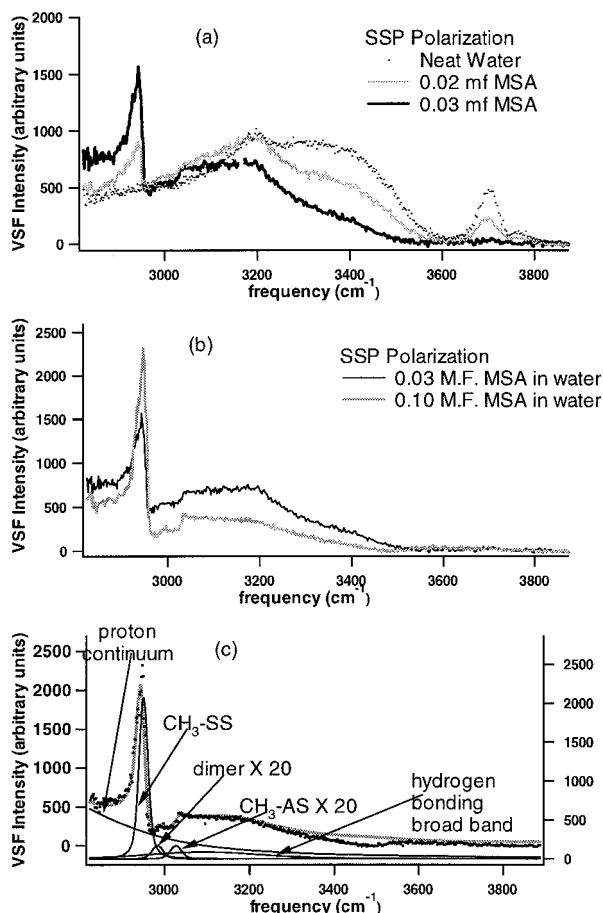 (a)
SSP Polarization
Neat Water
0.02 mf MSA
0.03 mf MSA
VSF Intensity (arbitrary units)
2000
1500
1000
500
0
3000 3200 3400 3600 3800
frequency(cm-1)
(b)
SSP Polarization
0.03 M.F. MSA in water
0.10 M.F. MSA in water
VSF Intensity (arbitrary units)
2500
2000
1500
1000
500
0
3000 3200 3400 3600 3800
frequency(cm-1)
(c)
proton
continuum
CH3-SS
dimer X 20
CH3-AS X 20
hydrogen
bonding
broad band
VSF Intensity (arbitrary units)
2500
2000
1500
1000
500
0
2500
2000
1500
1000
500
0
3000 3200 3400 3600 3800
frequency (cm-1)